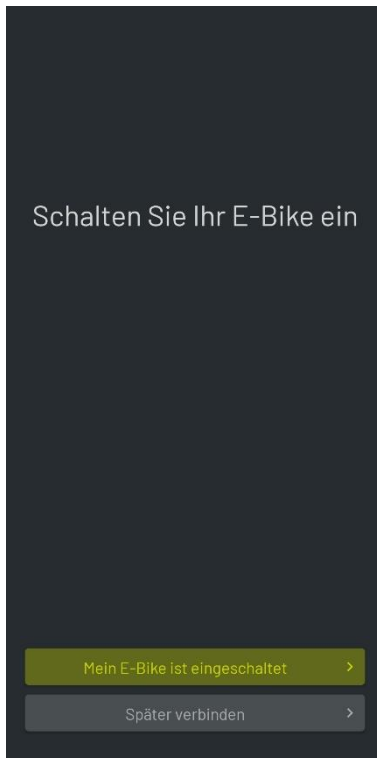 Schalten Sie Ihr E-Bike ein
Mein E-Bike ist eingeschaltet
Später verbinden